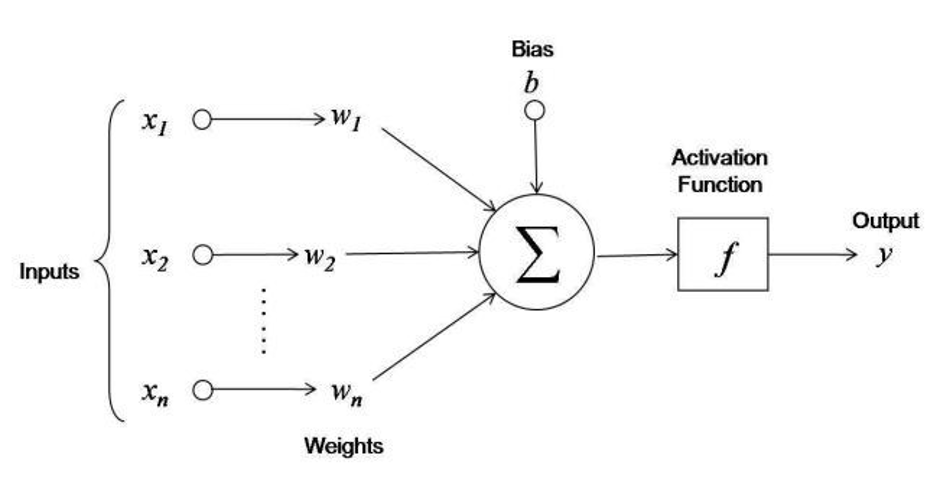 Bias
b
x1
w1
Activation
Function
Output
Inputs
x2
w2
Σ
f
y
xn
wn
Weights